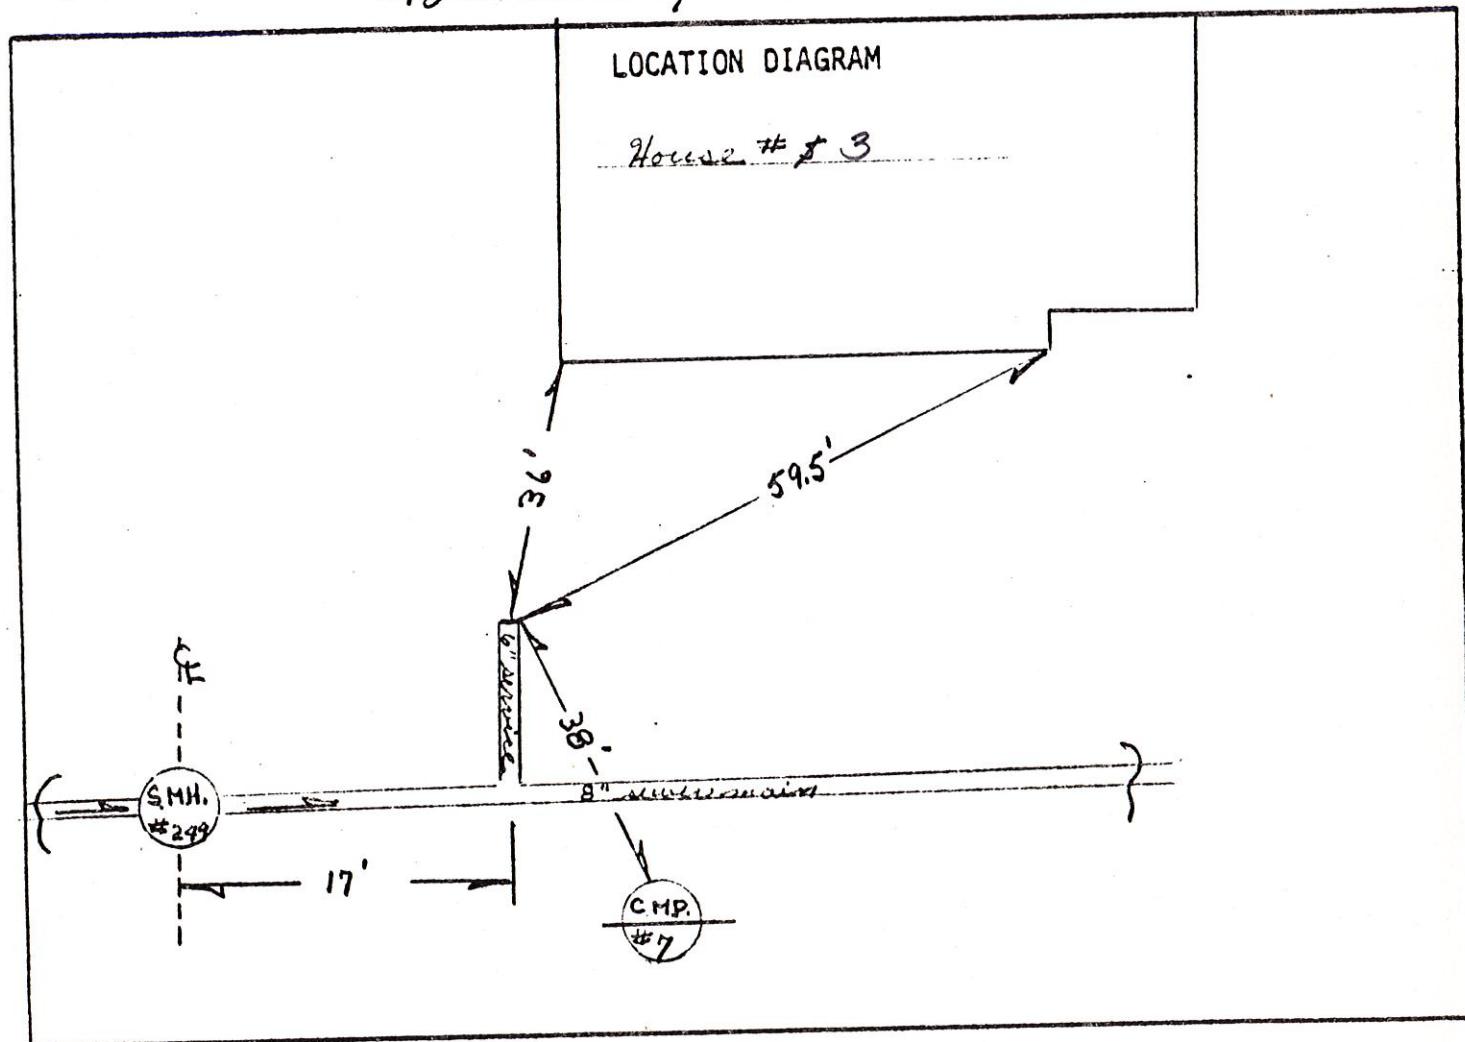 LOCATION DIAGRAM
House # 3
36'
59.5'
6" service
38'
℄
S.MH.
#249
8" sewer main
17'
C.M.P.
#7